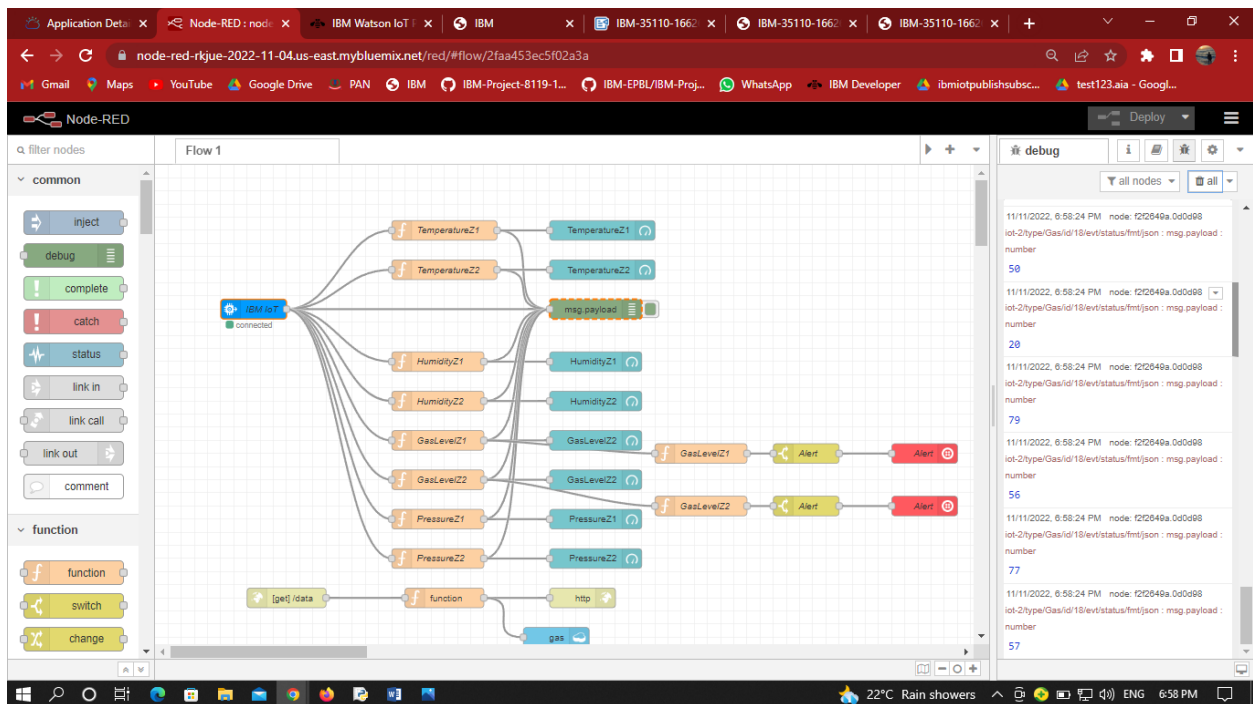 Application Detai
Node-RED : node
IBM Watson IoT P
IBM
IBM-35110-1662
IBM-35110-1662
IBM-35110-1662
node-red-rkjue-2022-11-04.us-east.mybluemix.net/red/#flow/2faa453ec5f02a3a
Gmail
Maps
YouTube
Google Drive
PAN
IBM
IBM-Project-8119-1...
IBM-EPBL/IBM-Proj...
WhatsApp
IBM Developer
ibmiotpublishsubsc...
test123.aia - Googl...
Node-RED
Deploy
filter nodes
common
inject
debug
complete
catch
status
link in
link call
link out
comment
function
function
switch
change
Flow 1
IBM IoT
connected
TemperatureZ1
TemperatureZ1
TemperatureZ2
TemperatureZ2
msg.payload
HumidityZ1
HumidityZ1
HumidityZ2
HumidityZ2
GasLevelZ1
GasLevelZ2
GasLevelZ1
Alert
Alert
GasLevelZ2
GasLevelZ2
GasLevelZ2
Alert
Alert
PressureZ1
PressureZ1
PressureZ2
PressureZ2
[get] /data
function
http
gas
debug
i
all nodes
all
11/11/2022, 6:58:24 PM node: f2f2649a.0d0d98
iot-2/type/Gas/id/18/evt/status/fmt/json : msg.payload :
number
50
11/11/2022, 6:58:24 PM node: f2f2649a.0d0d98
iot-2/type/Gas/id/18/evt/status/fmt/json : msg.payload :
number
20
11/11/2022, 6:58:24 PM node: f2f2649a.0d0d98
iot-2/type/Gas/id/18/evt/status/fmt/json : msg.payload :
number
79
11/11/2022, 6:58:24 PM node: f2f2649a.0d0d98
iot-2/type/Gas/id/18/evt/status/fmt/json : msg.payload :
number
56
11/11/2022, 6:58:24 PM node: f2f2649a.0d0d98
iot-2/type/Gas/id/18/evt/status/fmt/json : msg.payload :
number
77
11/11/2022, 6:58:24 PM node: f2f2649a.0d0d98
iot-2/type/Gas/id/18/evt/status/fmt/json : msg.payload :
number
57
22°C Rain showers
ENG
6:58 PM